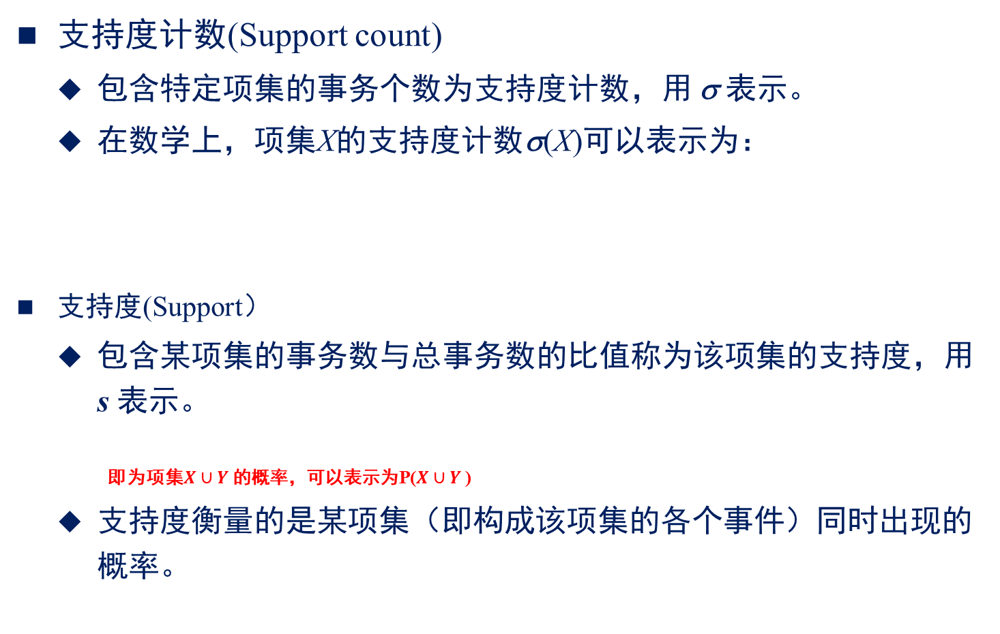 ■ 支持度计数(Support count)
◆ 包含特定项集的事务个数为支持度计数，用 σ 表示。
◆ 在数学上，项集X的支持度计数σ(X)可以表示为：
■ 支持度(Support）
◆ 包含某项集的事务数与总事务数的比值称为该项集的支持度，用
s 表示。
即为项集X ∪ Y 的概率，可以表示为P(X ∪ Y )
◆ 支持度衡量的是某项集（即构成该项集的各个事件）同时出现的
概率。